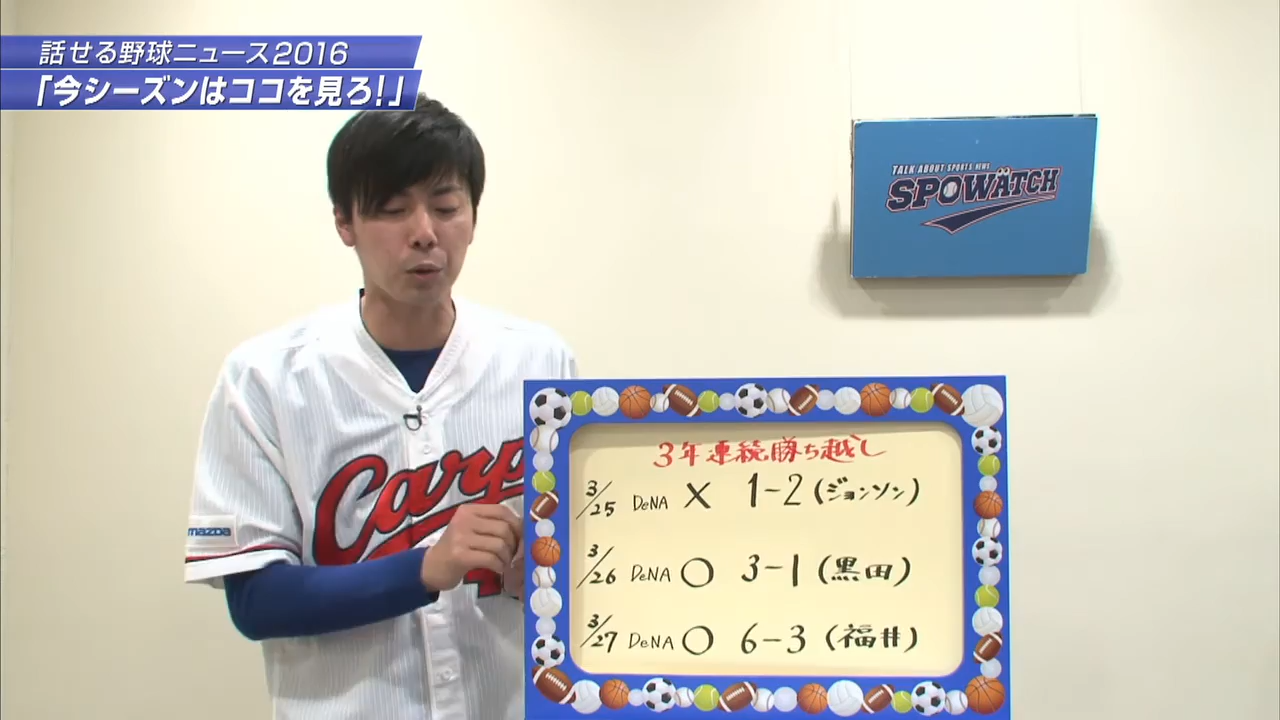 話せる野球ニュース2016
「今シーズンはココを見ろ!」
TALK ABOUT SPORTS NEWS
SPOWATCH
Carp
mazda
3年連続勝ち越し
3/25 DeNA × 1-2 (ジョンソン)
3/26 DeNA ○ 3-1 (黒田)
3/27 DeNA ○ 6-3 (福井)